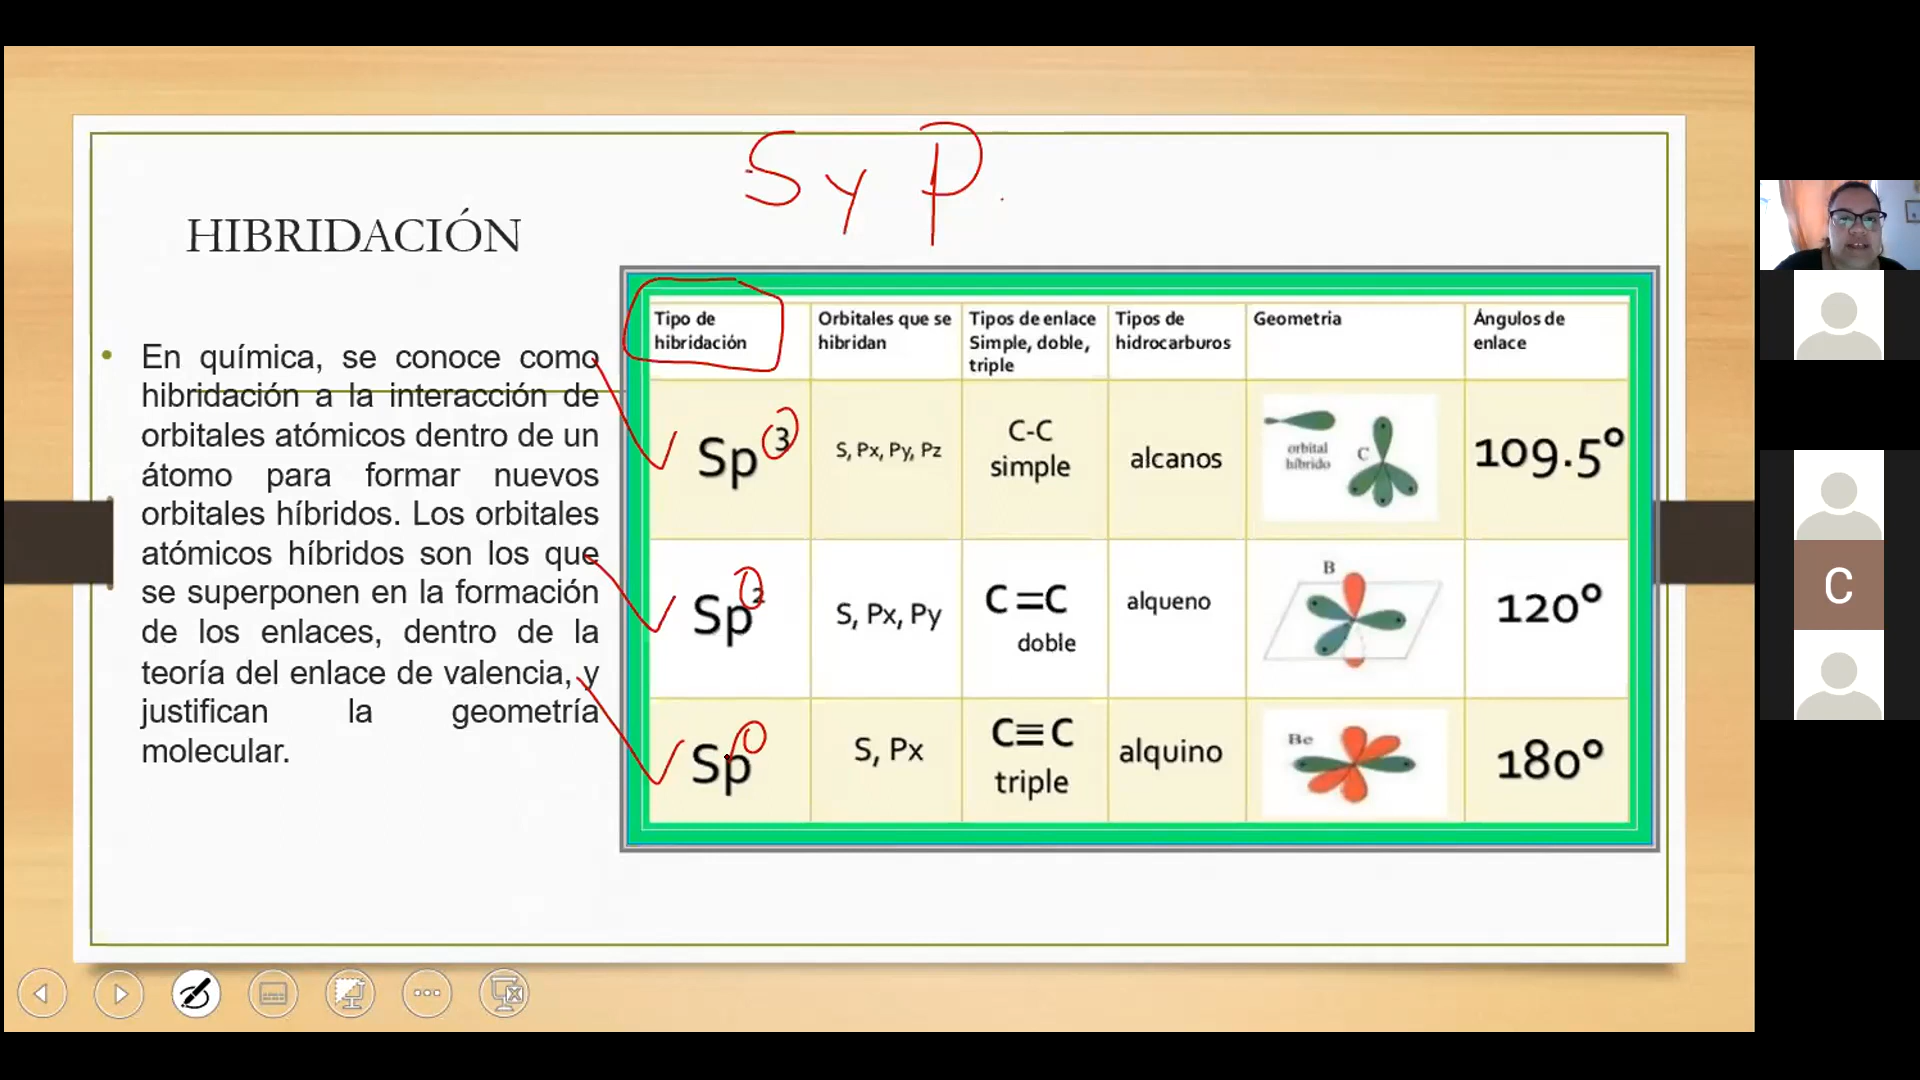 S y P.
HIBRIDACIÓN
En química, se conoce como
hibridación a la interacción de
orbitales atómicos dentro de un
átomo para formar nuevos
orbitales híbridos. Los orbitales
atómicos híbridos son los que
se superponen en la formación
de los enlaces, dentro de la
teoría del enlace de valencia, y
justifican la geometría
molecular.
Tipo de
hibridación
Orbitales que se
hibridan
Tipos de enlace
Simple, doble,
triple
Tipos de
hidrocarburos
Geometria
Ángulos de
enlace
Sp³
S, Px, Py, Pz
C-C
simple
alcanos
orbital
híbrido
C
109.5°
Sp²
S, Px, Py
C=C
doble
alqueno
B
120°
Sp
S, Px
C≡C
triple
alquino
Be
180°
C